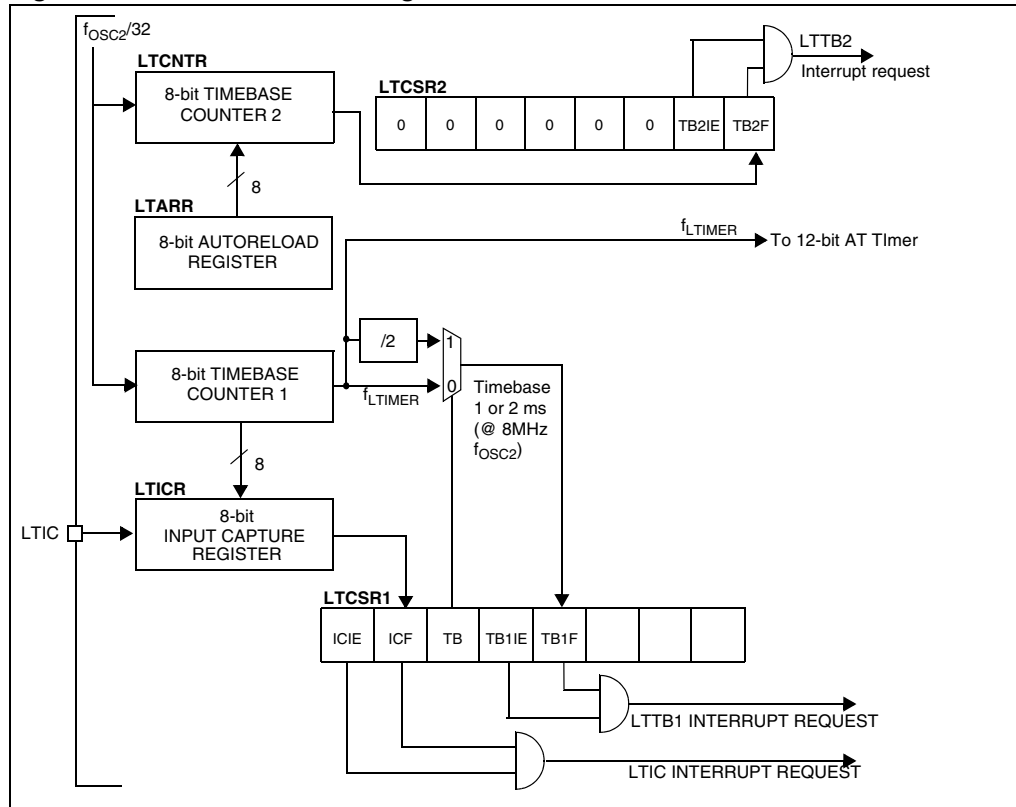 fOSC2/32
LTCNTR
8-bit TIMEBASE
COUNTER 2
8
LTARR
8-bit AUTORELOAD
REGISTER
LTCSR2
0 0 0 0 0 0 TB2IE TB2F
LTTB2
Interrupt request
fLTIMER
To 12-bit AT TImer
8-bit TIMEBASE
COUNTER 1
/2
1
0
fLTIMER
Timebase
1 or 2 ms
(@ 8MHz
fOSC2)
8
LTICR
LTIC
8-bit
INPUT CAPTURE
REGISTER
LTCSR1
ICIE ICF TB TB1IE TB1F
LTTB1 INTERRUPT REQUEST
LTIC INTERRUPT REQUEST